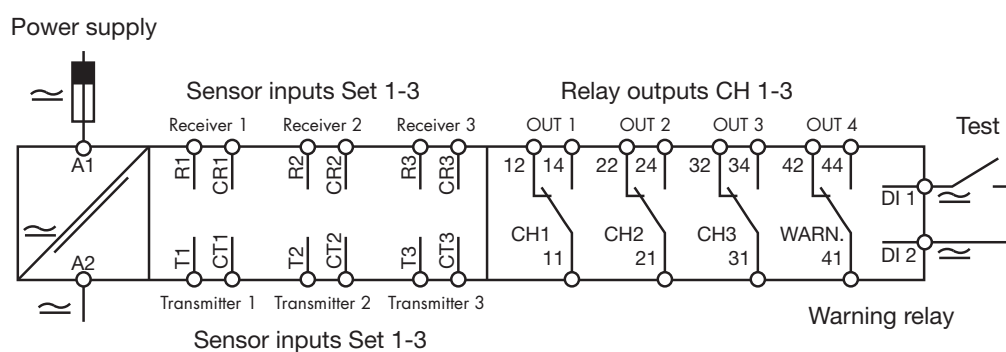 Power supply
Sensor inputs Set 1-3
Relay outputs CH 1-3
Receiver 1 Receiver 2 Receiver 3 OUT 1 OUT 2 OUT 3 OUT 4 Test
A1 R1 CR1 R2 CR2 R3 CR3 12 14 22 24 32 34 42 44
DI 1
CH1 CH2 CH3 WARN.
A2 T1 CT1 T2 CT2 T3 CT3 11 21 31 41 DI 2
Transmitter 1 Transmitter 2 Transmitter 3
Warning relay
Sensor inputs Set 1-3